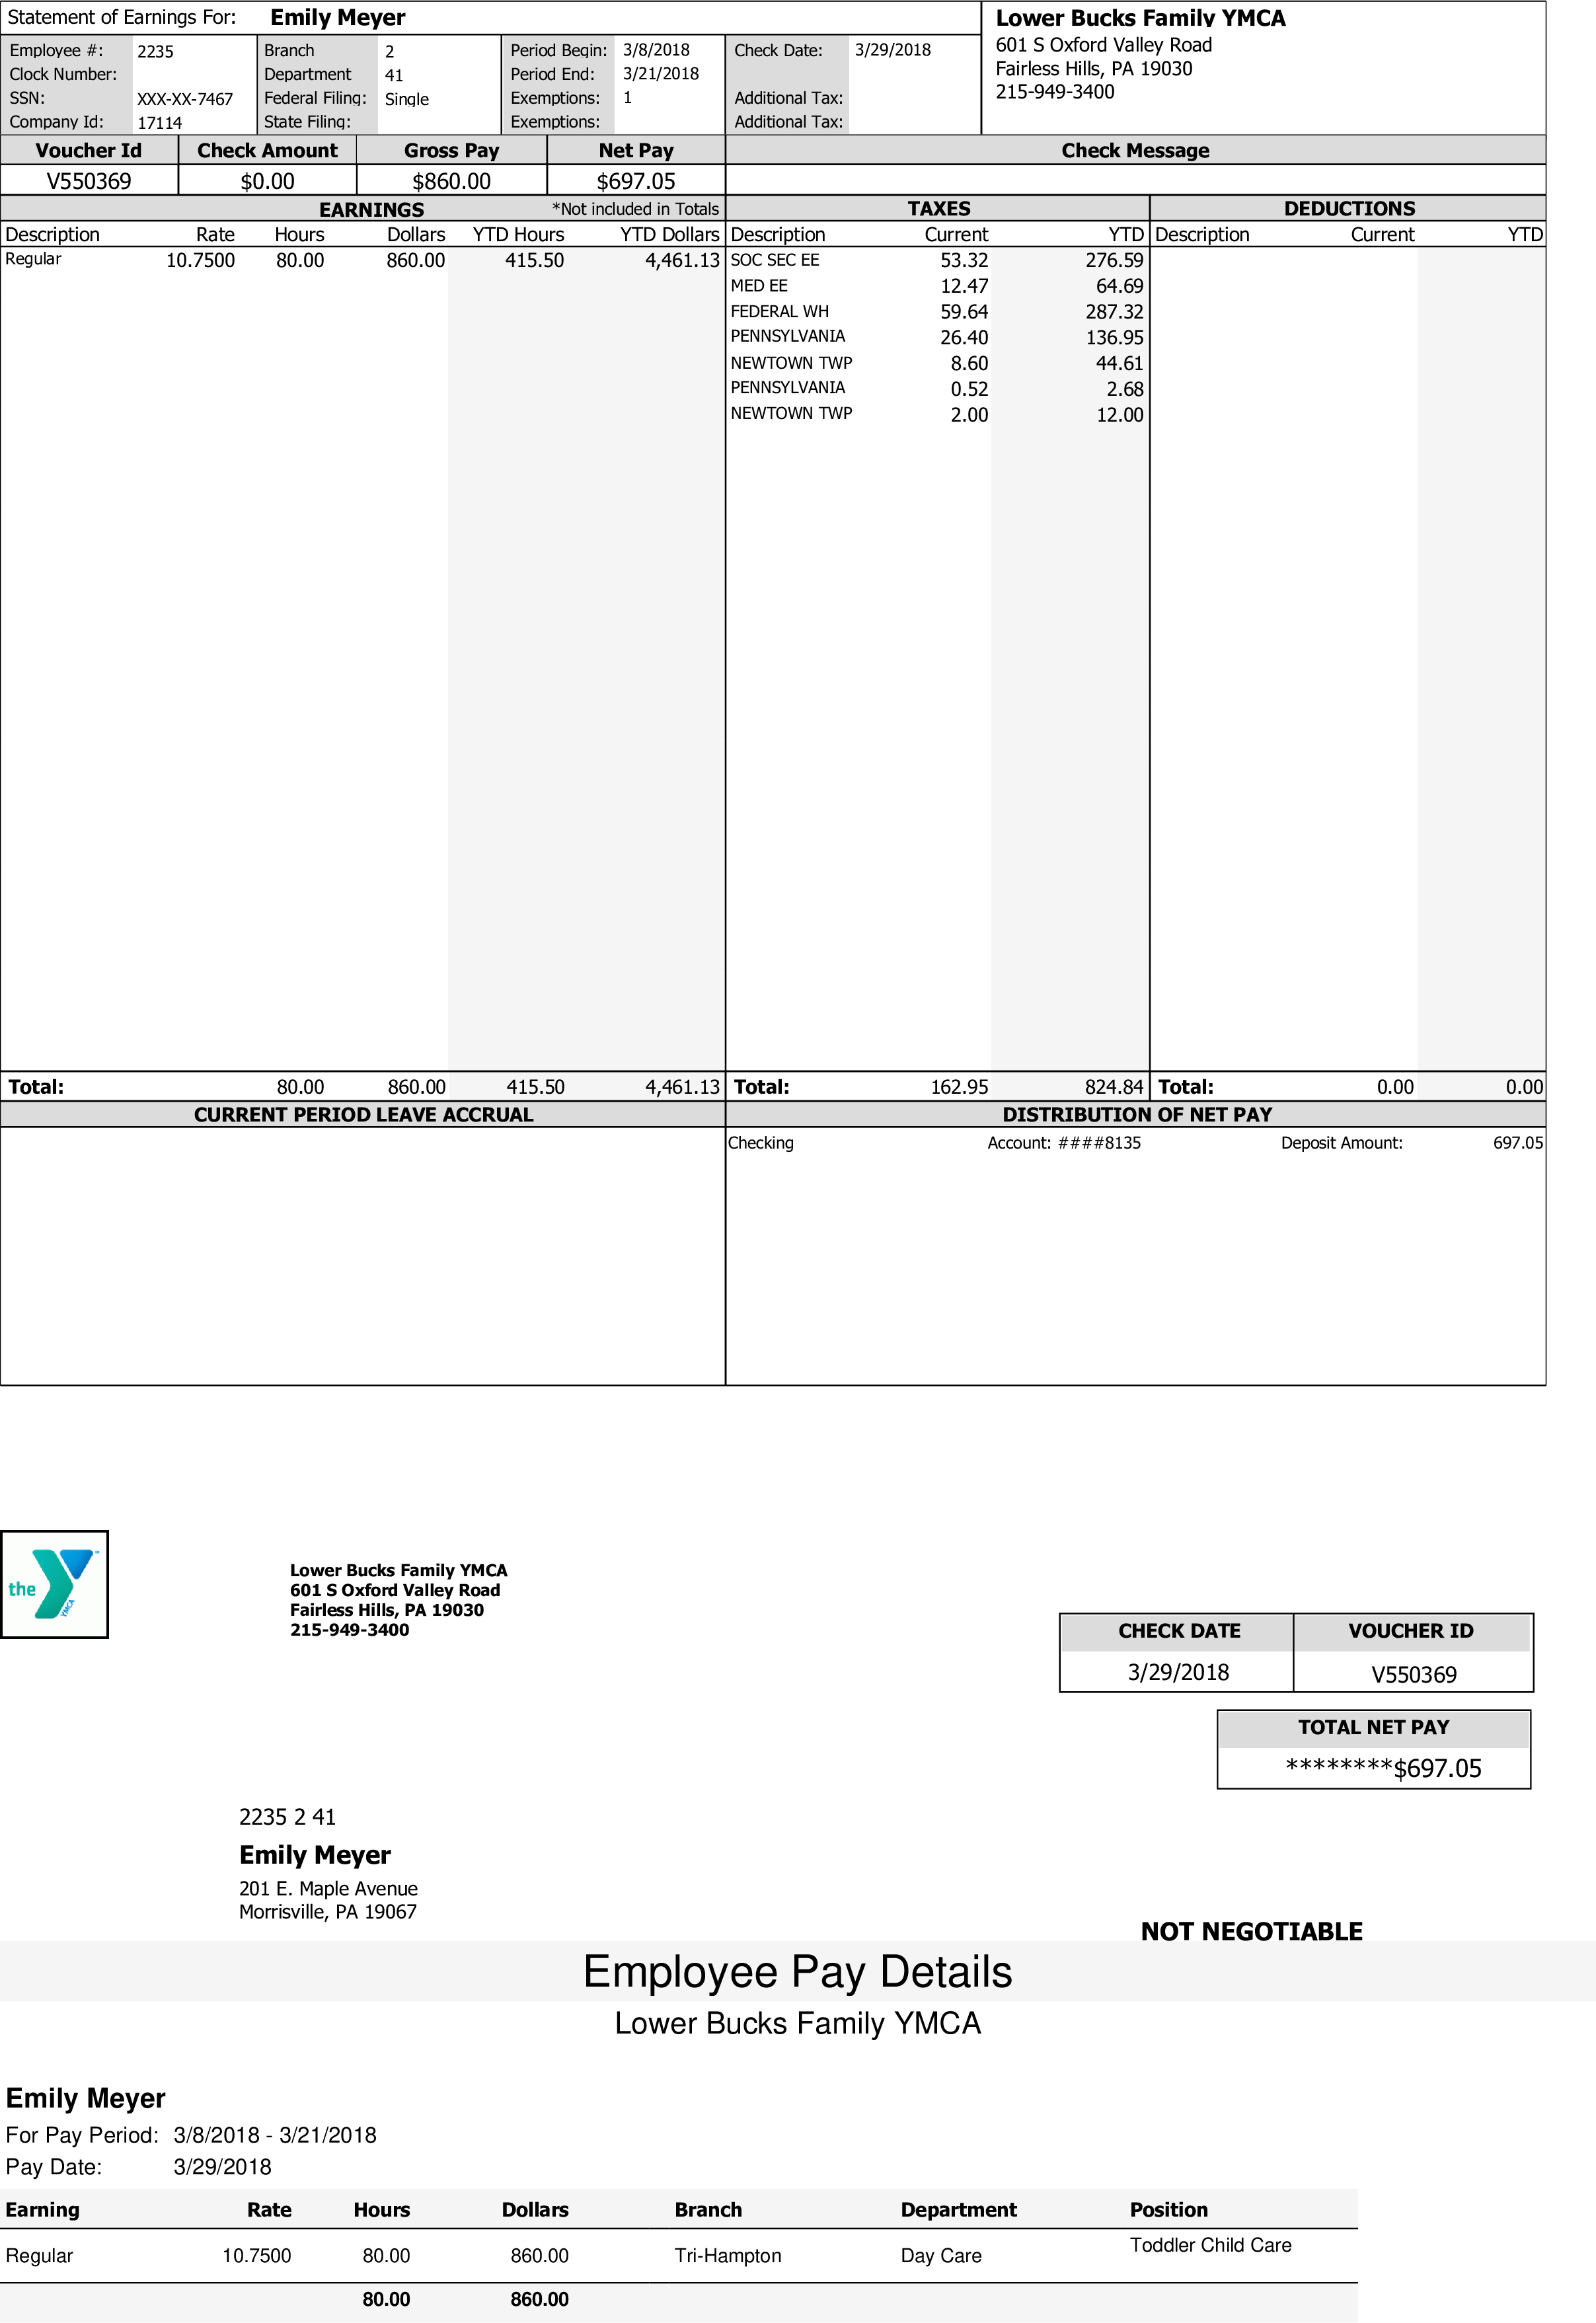 Statement of Earnings For: Emily Meyer
Lower Bucks Family YMCA
601 S Oxford Valley Road
Fairless Hills, PA 19030
215-949-3400
Employee #: 2235 Branch 2 Period Begin: 3/8/2018 Check Date: 3/29/2018
Clock Number: Department 41 Period End: 3/21/2018
SSN: XXX-XX-7467 Federal Filing: Single Exemptions: 1 Additional Tax:
Company Id: 17114 State Filing: Exemptions: Additional Tax:
Voucher Id Check Amount Gross Pay Net Pay Check Message
V550369 $0.00 $860.00 $697.05
EARNINGS *Not included in Totals TAXES DEDUCTIONS
Description Rate Hours Dollars YTD Hours YTD Dollars Description Current YTD Description Current YTD
Regular 10.7500 80.00 860.00 415.50 4,461.13 SOC SEC EE 53.32 276.59
MED EE 12.47 64.69
FEDERAL WH 59.64 287.32
PENNSYLVANIA 26.40 136.95
NEWTOWN TWP 8.60 44.61
PENNSYLVANIA 0.52 2.68
NEWTOWN TWP 2.00 12.00
Total: 80.00 860.00 415.50 4,461.13 Total: 162.95 824.84 Total: 0.00 0.00
CURRENT PERIOD LEAVE ACCRUAL DISTRIBUTION OF NET PAY
Checking Account: ####8135 Deposit Amount: 697.05
the YMCA
Lower Bucks Family YMCA
601 S Oxford Valley Road
Fairless Hills, PA 19030
215-949-3400
CHECK DATE VOUCHER ID
3/29/2018 V550369
TOTAL NET PAY
********$697.05
2235 2 41
Emily Meyer
201 E. Maple Avenue
Morrisville, PA 19067
NOT NEGOTIABLE
Employee Pay Details
Lower Bucks Family YMCA
Emily Meyer
For Pay Period: 3/8/2018 - 3/21/2018
Pay Date: 3/29/2018
Earning Rate Hours Dollars Branch Department Position
Regular 10.7500 80.00 860.00 Tri-Hampton Day Care Toddler Child Care
80.00 860.00